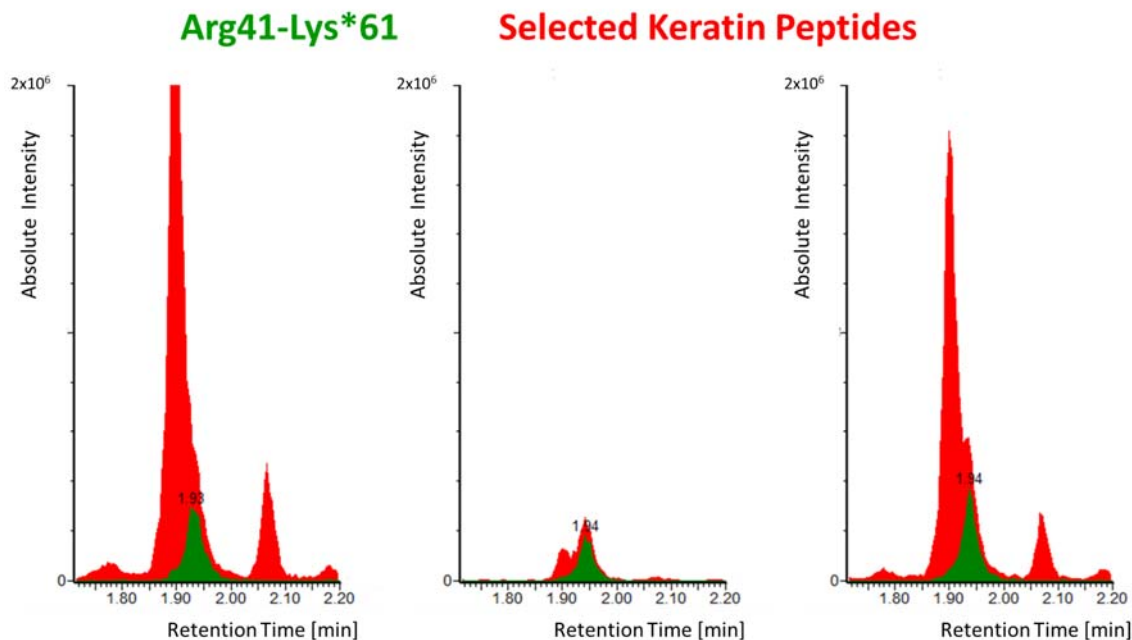 Arg41-Lys*61
Selected Keratin Peptides
2x10⁶
Absolute Intensity
1.93
0
1.80 1.90 2.00 2.10 2.20
Retention Time [min]
2x10⁶
Absolute Intensity
1.94
0
1.80 1.90 2.00 2.10 2.20
Retention Time [min]
2x10⁶
Absolute Intensity
1.94
0
1.80 1.90 2.00 2.10 2.20
Retention Time [min]